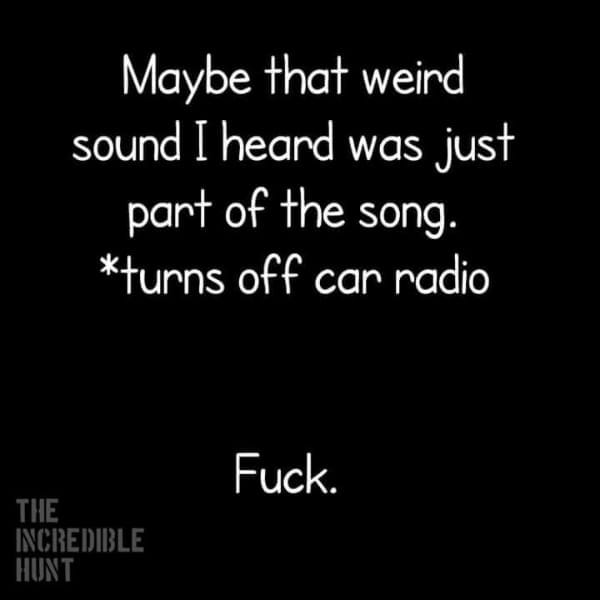 Maybe that weird
sound I heard was just
part of the song.
*turns off car radio
Fuck.
THE
INCREDIBLE
HUNT